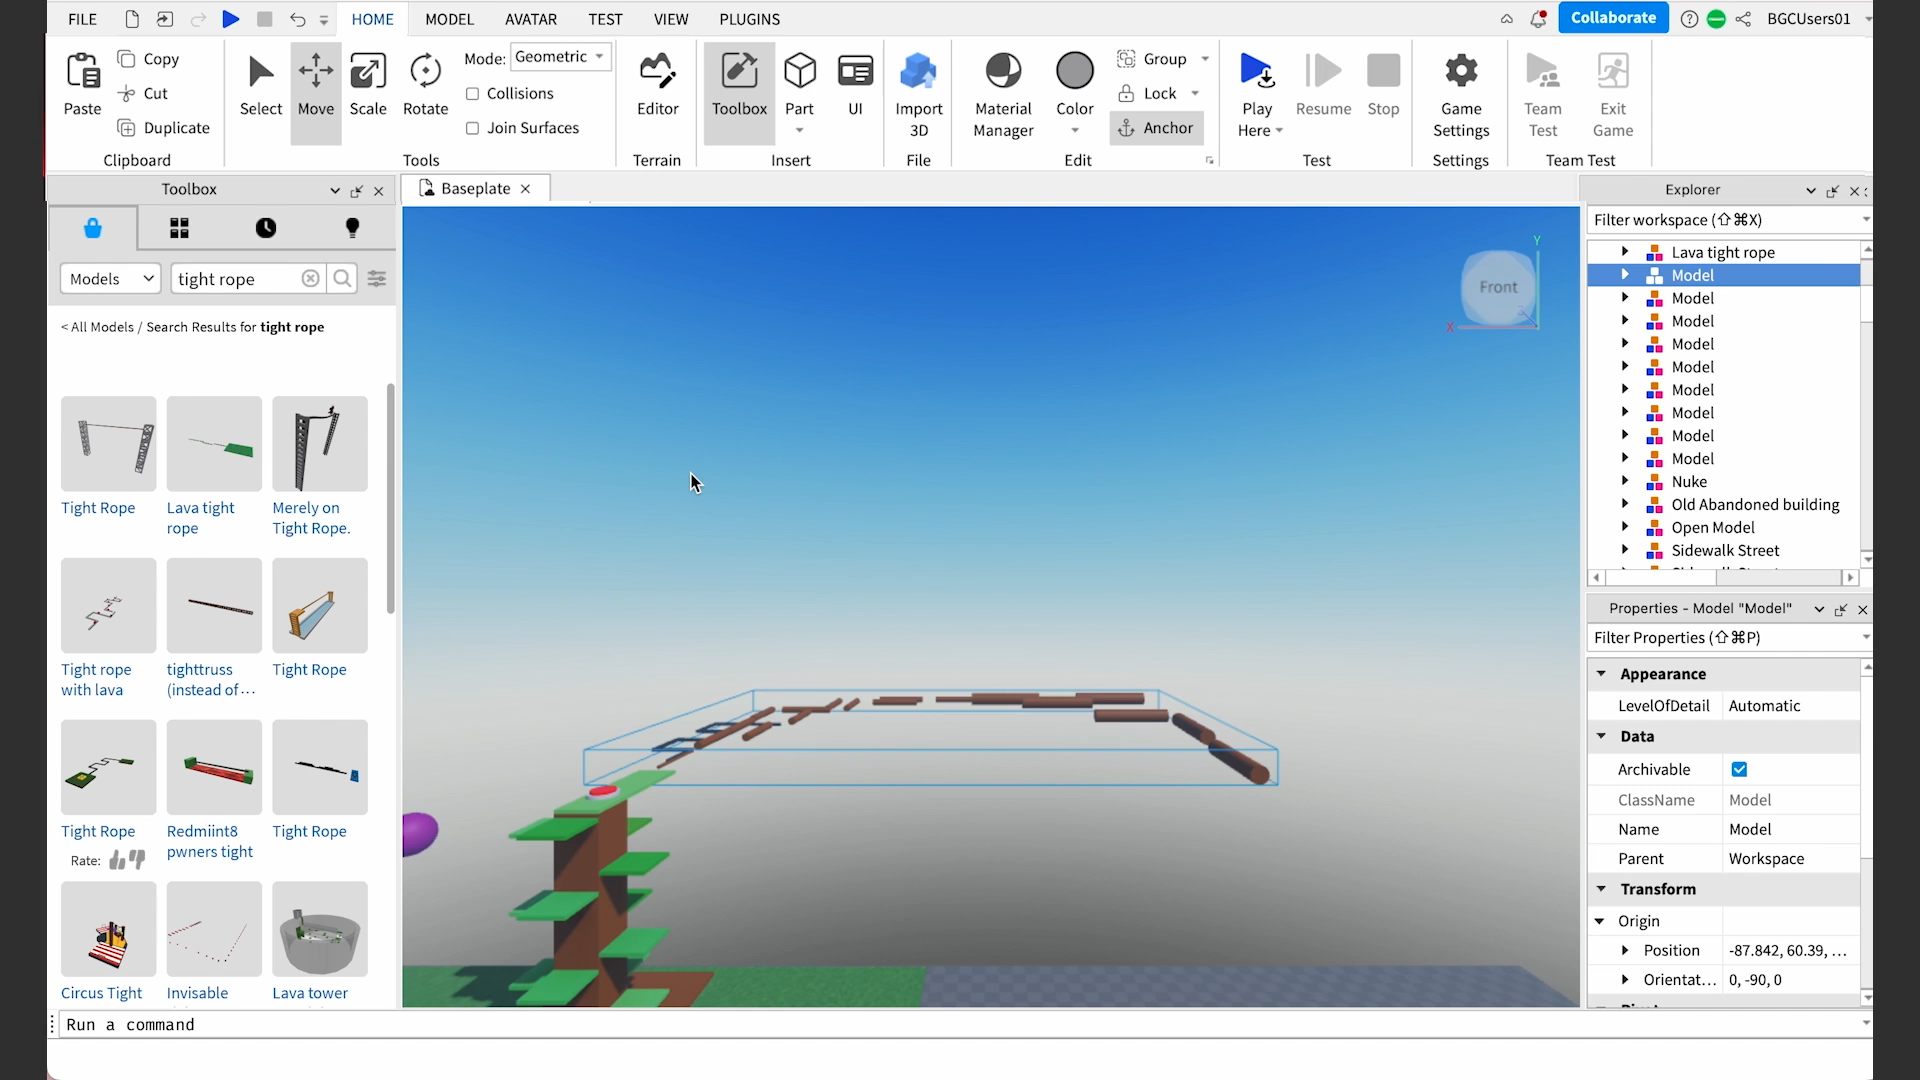 FILE HOME MODEL AVATAR TEST VIEW PLUGINS Collaborate BGCUsers01
Paste Copy Cut Duplicate Clipboard
Select Move Scale Rotate Mode: Geometric Collisions Join Surfaces Tools
Editor Terrain
Toolbox Part UI Insert
Import 3D File
Material Manager Color Group Lock Anchor Edit
Play Here Resume Stop Test
Game Settings Settings
Team Test Exit Game Team Test
Toolbox
Baseplate
Explorer
Models tight rope
< All Models / Search Results for tight rope
Tight Rope
Lava tight rope
Merely on Tight Rope.
Tight rope with lava
tighttruss (instead of...
Tight Rope
Tight Rope
Rate:
Redmiint8 pwners tight
Tight Rope
Circus Tight
Invisable
Lava tower
Front
Y
X
Filter workspace (⇧⌘X)
Lava tight rope
Model
Model
Model
Model
Model
Model
Model
Model
Model
Nuke
Old Abandoned building
Open Model
Sidewalk Street
Properties - Model "Model"
Filter Properties (⇧⌘P)
Appearance
LevelOfDetail Automatic
Data
Archivable
ClassName Model
Name Model
Parent Workspace
Transform
Origin
Position -87.842, 60.39, ...
Orientat... 0, -90, 0
Run a command